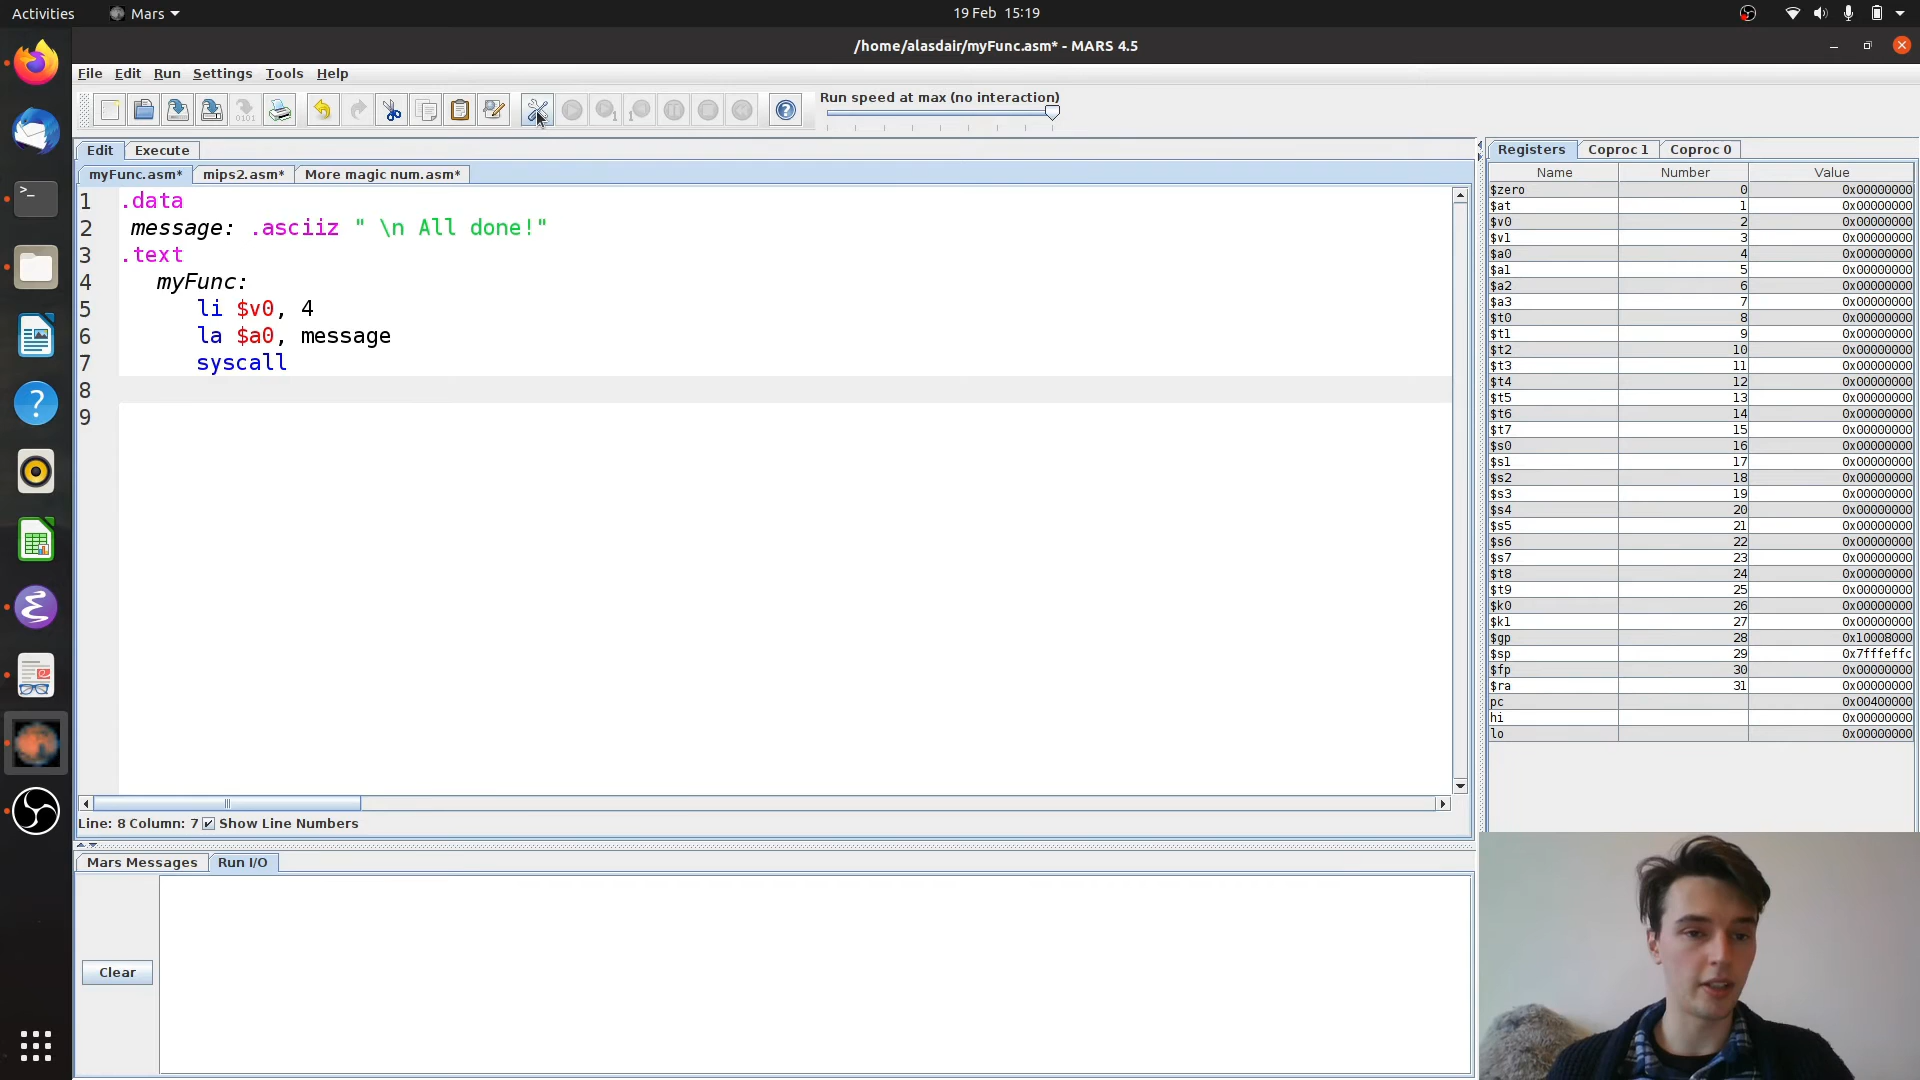 Activities
Mars
19 Feb 15:19
/home/alasdair/myFunc.asm* - MARS 4.5
File Edit Run Settings Tools Help
Run speed at max (no interaction)
Edit Execute
myFunc.asm* mips2.asm* More magic num.asm*
1 .data
2 message: .asciiz " \n All done!"
3 .text
4 myFunc:
5 li $v0, 4
6 la $a0, message
7 syscall
8
9
Line: 8 Column: 7 Show Line Numbers
Mars Messages Run I/O
Clear
Registers Coproc 1 Coproc 0
Name Number Value
$zero 0 0x00000000
$at 1 0x00000000
$v0 2 0x00000000
$v1 3 0x00000000
$a0 4 0x00000000
$a1 5 0x00000000
$a2 6 0x00000000
$a3 7 0x00000000
$t0 8 0x00000000
$t1 9 0x00000000
$t2 10 0x00000000
$t3 11 0x00000000
$t4 12 0x00000000
$t5 13 0x00000000
$t6 14 0x00000000
$t7 15 0x00000000
$s0 16 0x00000000
$s1 17 0x00000000
$s2 18 0x00000000
$s3 19 0x00000000
$s4 20 0x00000000
$s5 21 0x00000000
$s6 22 0x00000000
$s7 23 0x00000000
$t8 24 0x00000000
$t9 25 0x00000000
$k0 26 0x00000000
$k1 27 0x00000000
$gp 28 0x10008000
$sp 29 0x7fffeffc
$fp 30 0x00000000
$ra 31 0x00000000
pc 0x00400000
hi 0x00000000
lo 0x00000000